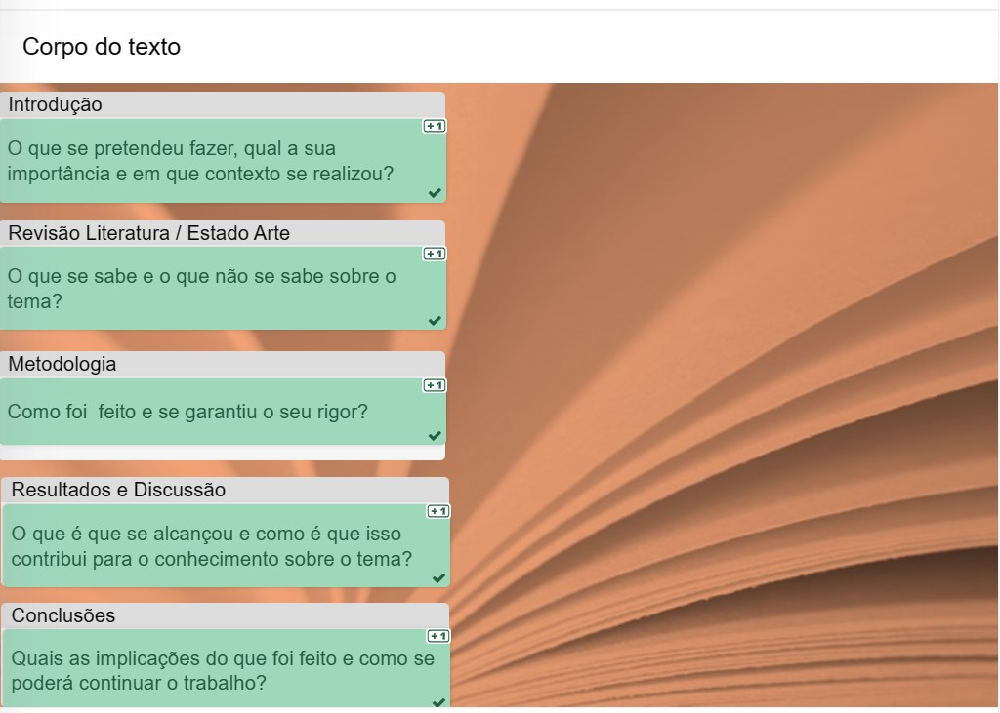 Corpo do texto
Introdução
+1
O que se pretendeu fazer, qual a sua
importância e em que contexto se realizou?
Revisão Literatura / Estado Arte
+1
O que se sabe e o que não se sabe sobre o
tema?
Metodologia
+1
Como foi  feito e se garantiu o seu rigor?
Resultados e Discussão
+1
O que é que se alcançou e como é que isso
contribui para o conhecimento sobre o tema?
Conclusões
+1
Quais as implicações do que foi feito e como se
poderá continuar o trabalho?